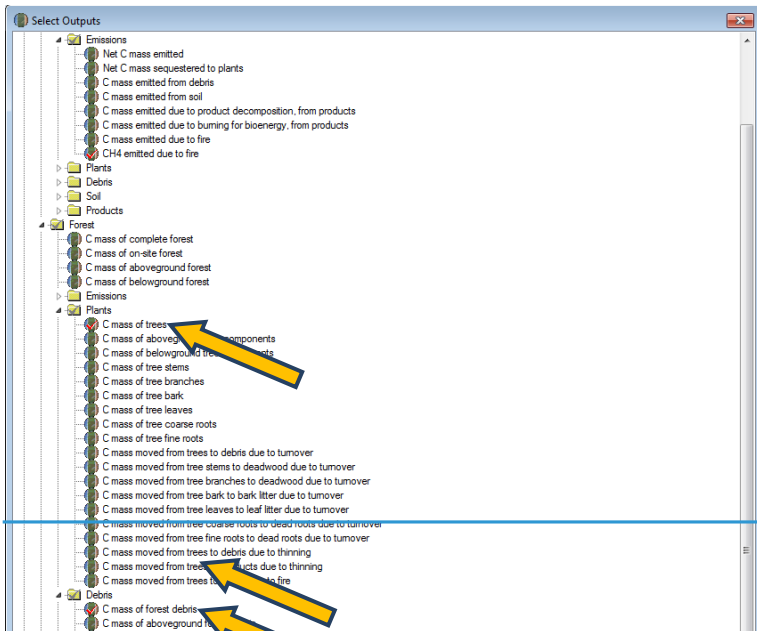 Select Outputs
Emissions
Net C mass emitted
Net C mass sequestered to plants
C mass emitted from debris
C mass emitted from soil
C mass emitted due to product decomposition, from products
C mass emitted due to burning for bioenergy, from products
C mass emitted due to fire
CH4 emitted due to fire
Plants
Debris
Soil
Products
Forest
C mass of complete forest
C mass of on-site forest
C mass of aboveground forest
C mass of belowground forest
Emissions
Plants
C mass of trees
C mass of components
C mass of belowground
C mass of tree stems
C mass of tree branches
C mass of tree bark
C mass of tree leaves
C mass of tree coarse roots
C mass of tree fine roots
C mass moved from trees to debris due to turnover
C mass moved from tree stems to deadwood due to turnover
C mass moved from tree branches to deadwood due to turnover
C mass moved from tree bark to bark litter due to turnover
C mass moved from tree leaves to leaf litter due to turnover
C mass moved from tree coarse roots to dead roots due to turnover
C mass moved from tree fine roots to dead roots due to turnover
C mass moved from trees to debris due to thinning
C mass moved from due to thinning
C mass moved from trees to fire
Debris
C mass of forest debris
C mass of aboveground